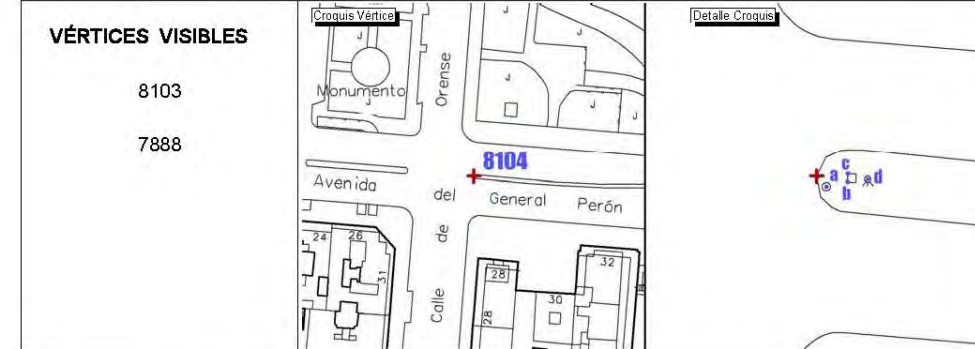 VÉRTICES VISIBLES
8103
7888
Croquis Vértice
J
J
J
J
J
J
Monumento
Orense
8104
Avenida
del
General
Perón
de
Calle
24
26
31
28
28
30
32
Detalle Croquis
a
c
b
d